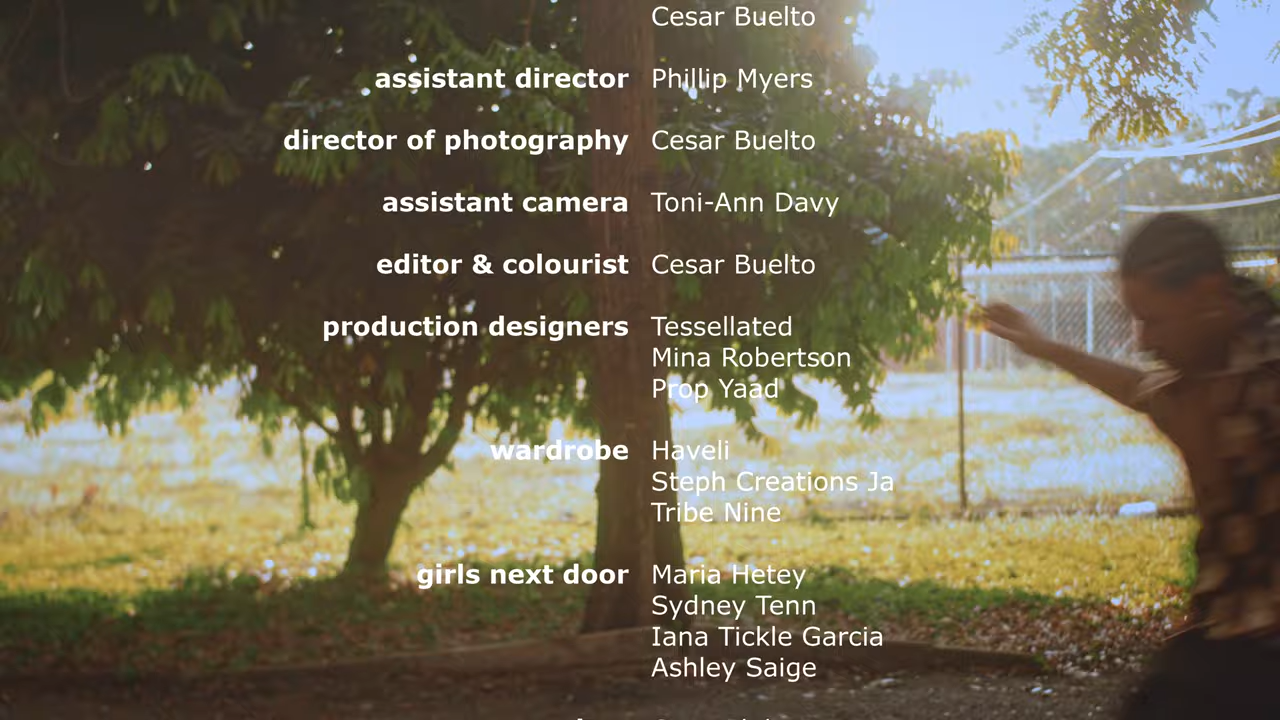 Cesar Buelto
assistant director Phillip Myers
director of photography Cesar Buelto
assistant camera Toni-Ann Davy
editor & colourist Cesar Buelto
production designers Tessellated
Mina Robertson
Prop Yaad
wardrobe Haveli
Steph Creations Ja
Tribe Nine
girls next door Maria Hetey
Sydney Tenn
Iana Tickle Garcia
Ashley Saige